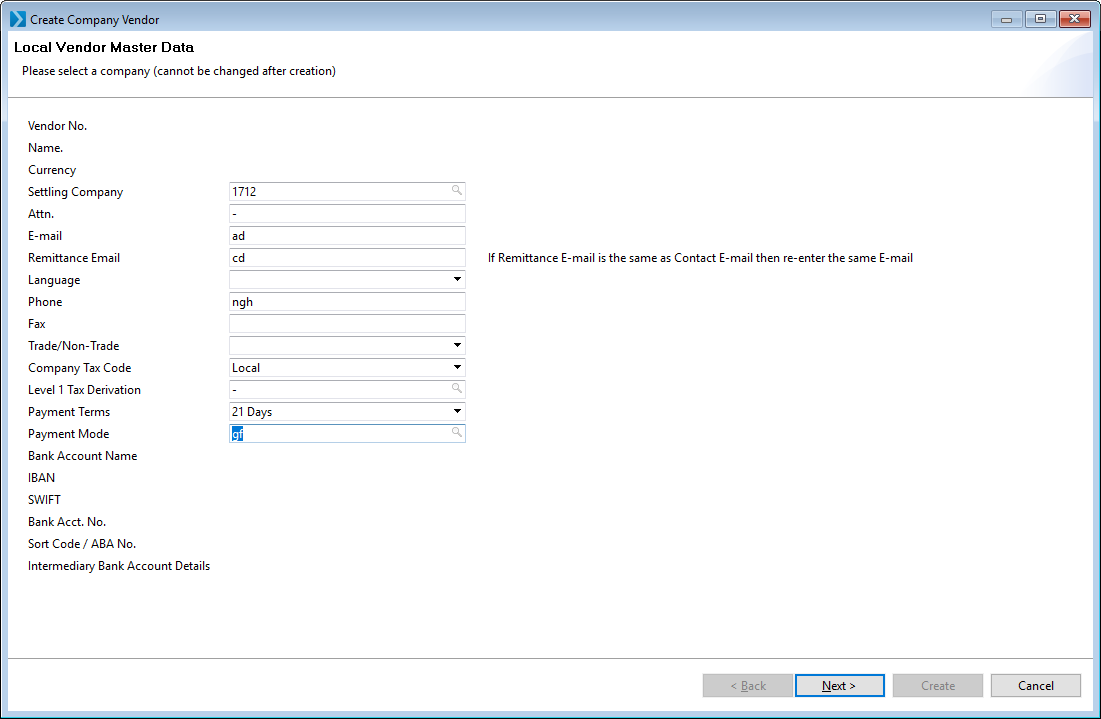 Create Company Vendor
Local Vendor Master Data
Please select a company (cannot be changed after creation)
Vendor No.
Name.
Currency
Settling Company 1712
Attn. -
E-mail ad
Remittance Email cd If Remittance E-mail is the same as Contact E-mail then re-enter the same E-mail
Language
Phone ngh
Fax
Trade/Non-Trade
Company Tax Code Local
Level 1 Tax Derivation -
Payment Terms 21 Days
Payment Mode gf
Bank Account Name
IBAN
SWIFT
Bank Acct. No.
Sort Code / ABA No.
Intermediary Bank Account Details
< Back Next > Create Cancel